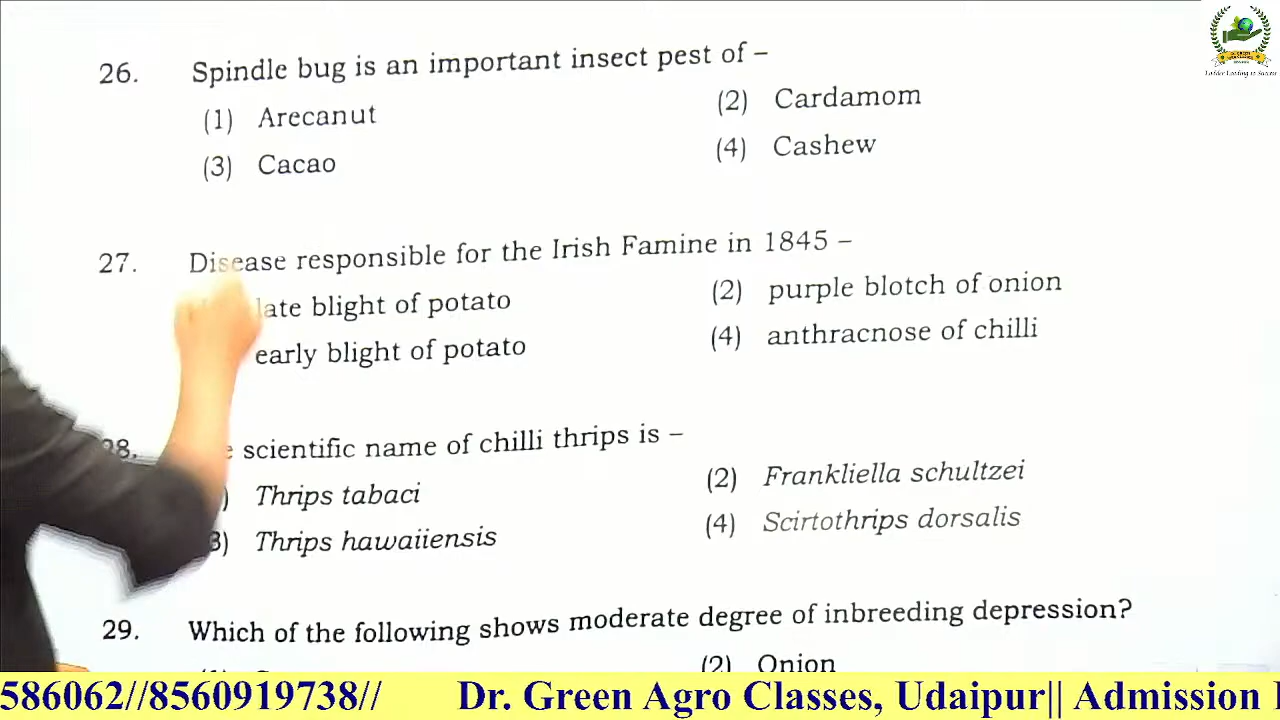 26. Spindle bug is an important insect pest of –
(1) Arecanut (2) Cardamom
(3) Cacao (4) Cashew
27. Disease responsible for the Irish Famine in 1845 –
late blight of potato (2) purple blotch of onion
early blight of potato (4) anthracnose of chilli
28. scientific name of chilli thrips is –
Thrips tabaci (2) Frankliella schultzei
3) Thrips hawaiiensis (4) Scirtothrips dorsalis
29. Which of the following shows moderate degree of inbreeding depression?
(2) Onion
586062//8560919738// Dr. Green Agro Classes, Udaipur|| Admission